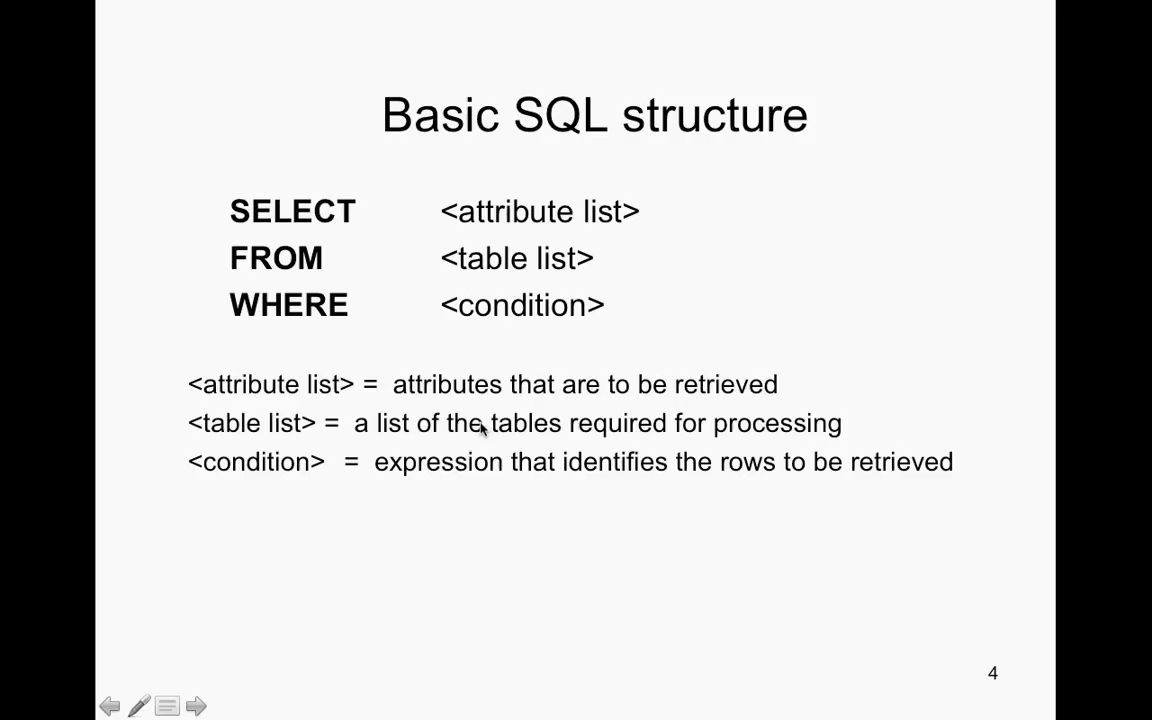 Basic SQL structure
SELECT <attribute list>
FROM <table list>
WHERE <condition>
<attribute list> = attributes that are to be retrieved
<table list> = a list of the tables required for processing
<condition> = expression that identifies the rows to be retrieved
4